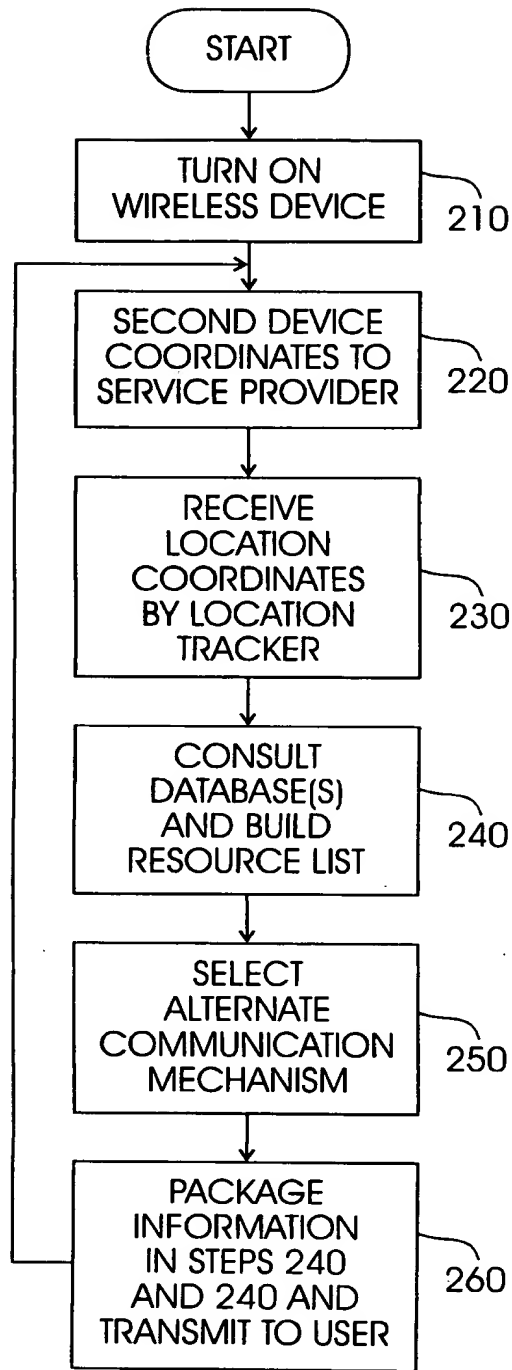 START
TURN ON
WIRELESS DEVICE
210
SECOND DEVICE
COORDINATES TO
SERVICE PROVIDER
220
RECEIVE
LOCATION
COORDINATES
BY LOCATION
TRACKER
230
CONSULT
DATABASE(S)
AND BUILD
RESOURCE LIST
240
SELECT
ALTERNATE
COMMUNICATION
MECHANISM
250
PACKAGE
INFORMATION
IN STEPS 240
AND 240 AND
TRANSMIT TO USER
260